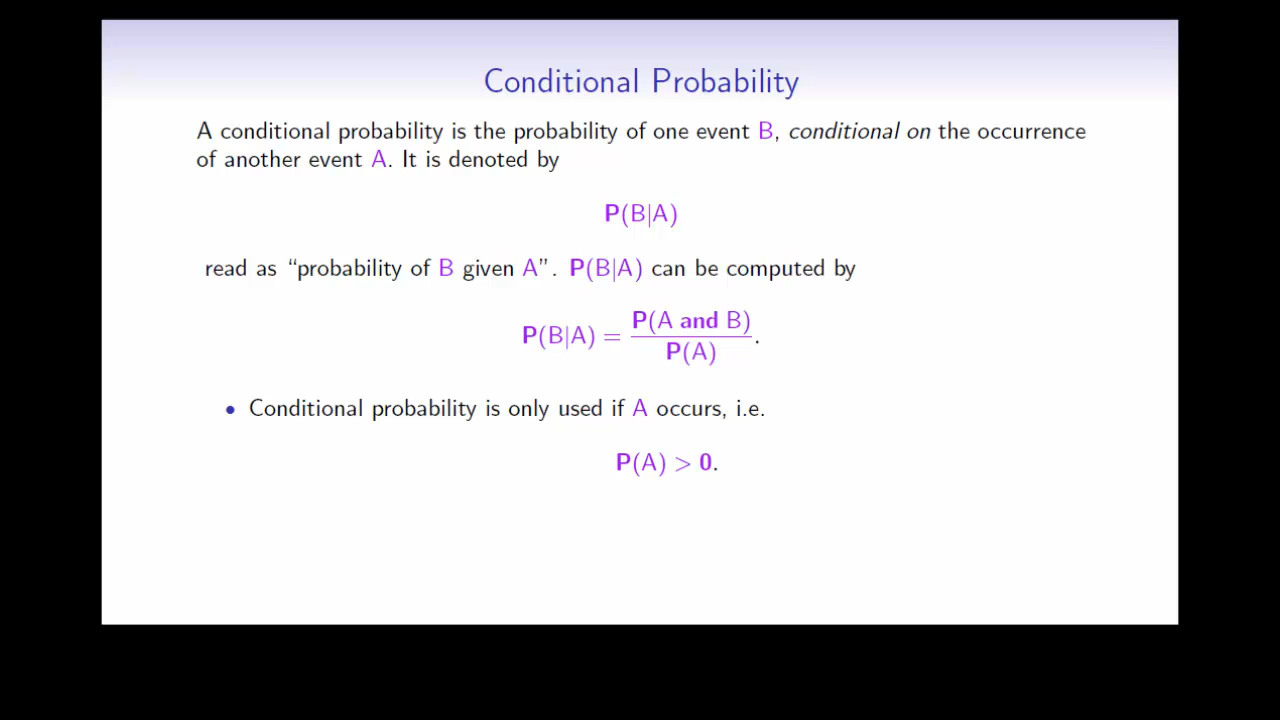 Conditional Probability
A conditional probability is the probability of one event B, conditional on the occurrence
of another event A. It is denoted by
P(B|A)
read as “probability of B given A”. P(B|A) can be computed by
P(B|A) = P(A and B) / P(A).
• Conditional probability is only used if A occurs, i.e.
P(A) > 0.